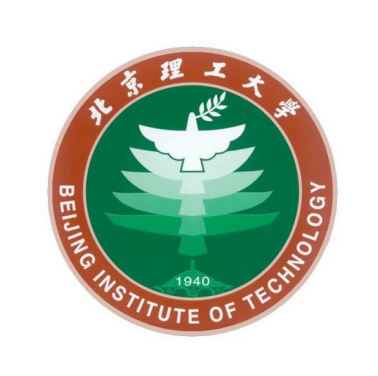 北京理工大学
1940
BEIJING INSTITUTE OF TECHNOLOGY